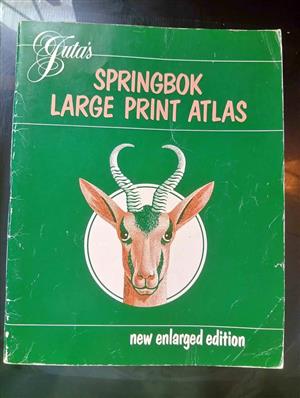 Juta's
SPRINGBOK
LARGE PRINT ATLAS
new enlarged edition